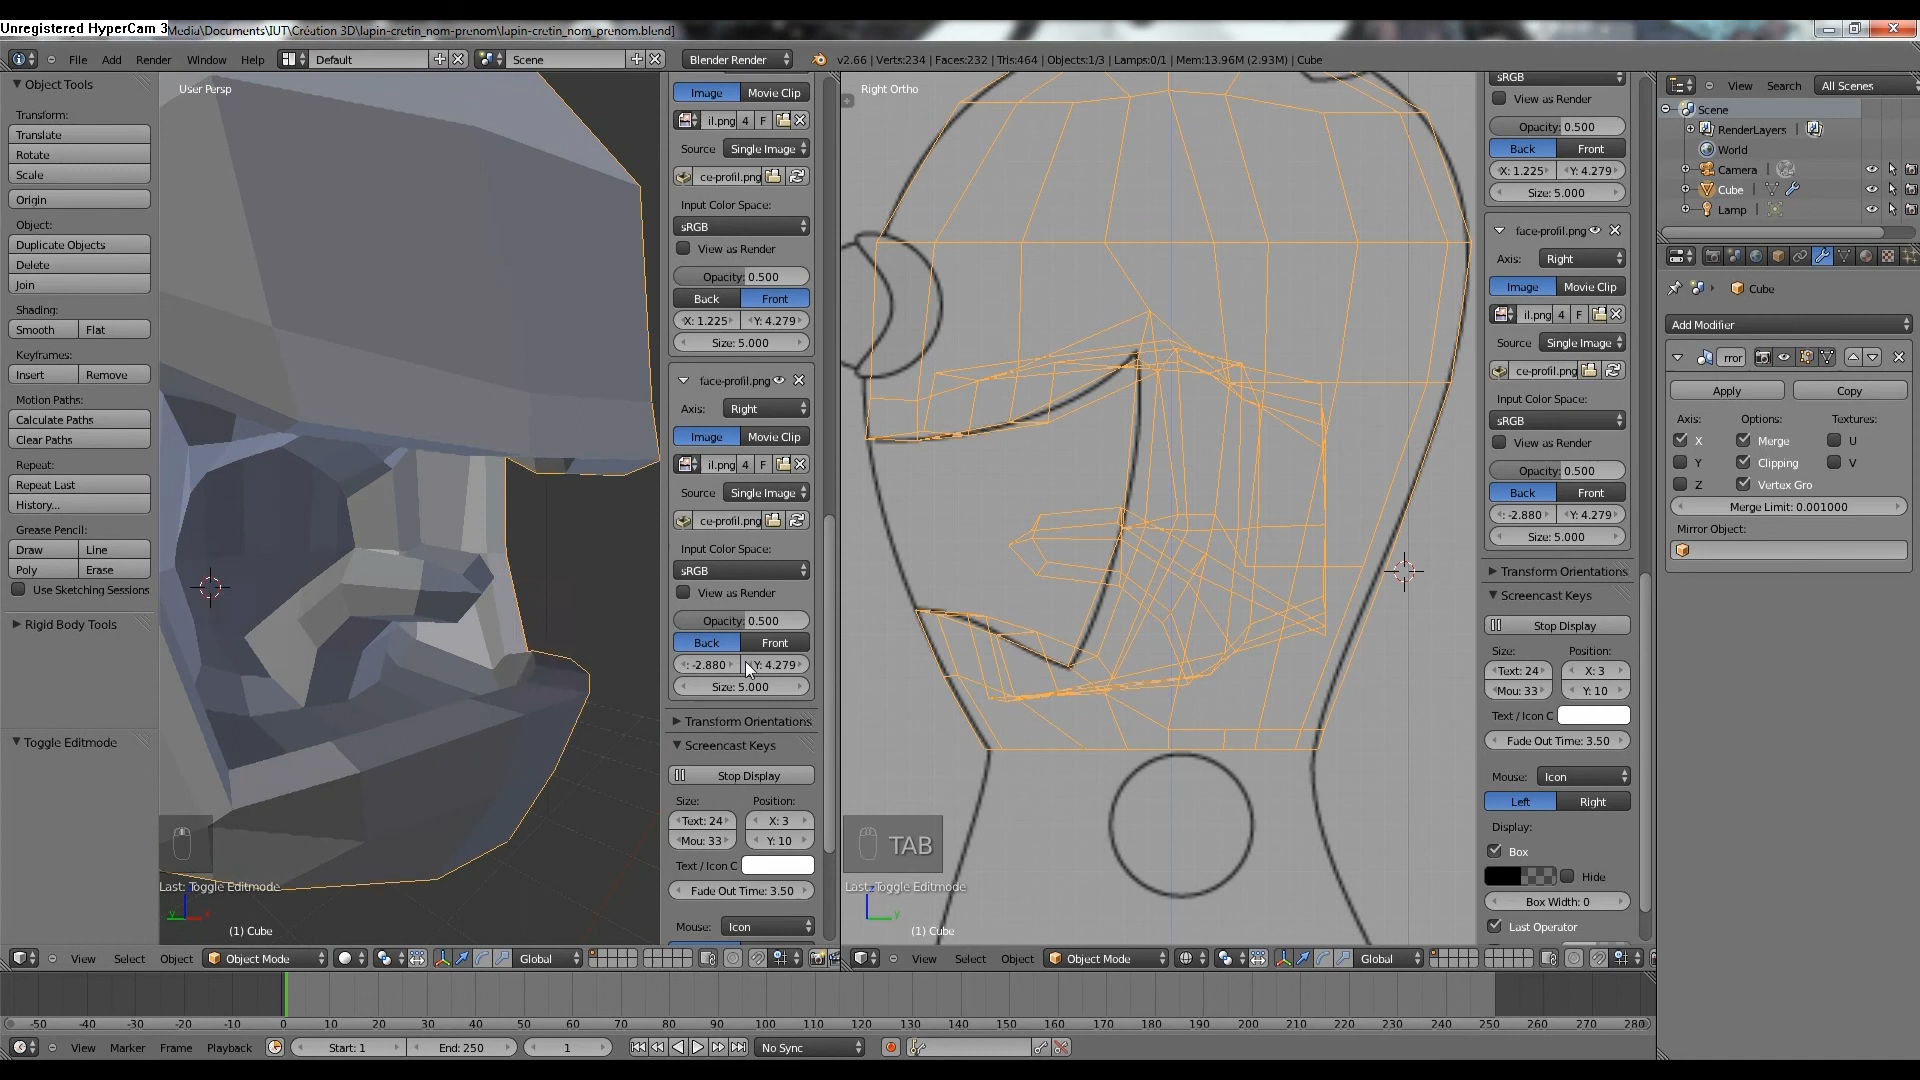 Unregistered HyperCam 3
Media\Documents\IUT\Création 3D\lapin-cretin_nom-prenom\lapin-cretin_nom_prenom.blend]
File Add Render Window Help Default Scene Blender Render v2.66 | Verts:234 | Faces:232 | Tris:464 | Objects:1/3 | Lamps:0/1 | Mem:13.96M (2.93M) | Cube
Object Tools
Transform:
Translate
Rotate
Scale
Origin
Object:
Duplicate Objects
Delete
Join
Shading:
Smooth Flat
Keyframes:
Insert Remove
Motion Paths:
Calculate Paths
Clear Paths
Repeat:
Repeat Last
History...
Grease Pencil:
Draw Line
Poly Erase
Use Sketching Sessions
Rigid Body Tools
Toggle Editmode
User Persp
Last: Toggle Editmode
(1) Cube
Image Movie Clip
il.png 4 F
Source Single Image
ce-profil.png
Input Color Space:
sRGB
View as Render
Opacity: 0.500
Back Front
X: 1.225 Y: 4.279
Size: 5.000
face-profil.png
Axis: Right
Image Movie Clip
il.png 4 F
Source Single Image
ce-profil.png
Input Color Space:
sRGB
View as Render
Opacity: 0.500
Back Front
: -2.880 Y: 4.279
Size: 5.000
Transform Orientations
Screencast Keys
Stop Display
Size: Position:
Text: 24 X: 3
Mou: 33 Y: 10
Text / Icon C
Fade Out Time: 3.50
Mouse: Icon
Right Ortho
TAB
Last: Toggle Editmode
(1) Cube
sRGB
View as Render
Opacity: 0.500
Back Front
X: 1.225 Y: 4.279
Size: 5.000
face-profil.png
Axis: Right
Image Movie Clip
il.png 4 F
Source Single Image
ce-profil.png
Input Color Space:
sRGB
View as Render
Opacity: 0.500
Back Front
: -2.880 Y: 4.279
Size: 5.000
Transform Orientations
Screencast Keys
Stop Display
Size: Position:
Text: 24 X: 3
Mou: 33 Y: 10
Text / Icon C
Fade Out Time: 3.50
Mouse: Icon
Left Right
Display:
Box
Hide
Box Width: 0
Last Operator
View Search All Scenes
Scene
RenderLayers
World
Camera
Cube
Lamp
Cube
Add Modifier
rror
Apply Copy
Axis: Options: Textures:
X Merge U
Y Clipping V
Z Vertex Gro
Merge Limit: 0.001000
Mirror Object:
View Select Object Object Mode Global
View Select Object Object Mode Global
-50 -40 -30 -20 -10 0 10 20 30 40 50 60 70 80 90 100 110 120 130 140 150 160 170 180 190 200 210 220 230 240 250 260 270 280
View Marker Frame Playback Start: 1 End: 250 1 No Sync